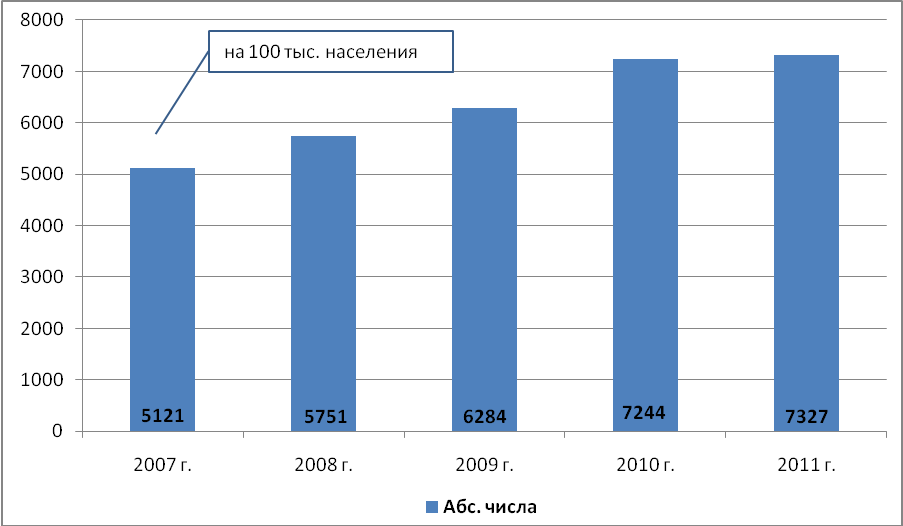 8000
на 100 тыс. населения
7000
6000
5000
4000
3000
2000
1000
0
5121
5751
6284
7244
7327
2007 г.
2008 г.
2009 г.
2010 г.
2011 г.
Абс. числа